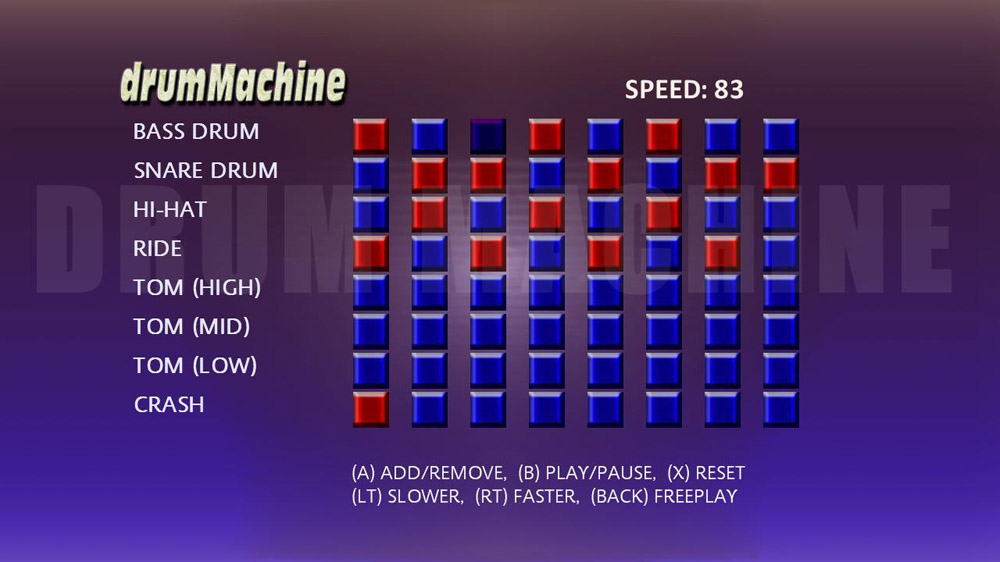 drumMachine
SPEED: 83
BASS DRUM
SNARE DRUM
HI-HAT
RIDE
TOM (HIGH)
TOM (MID)
TOM (LOW)
CRASH
DRUM MACHINE
(A) ADD/REMOVE, (B) PLAY/PAUSE, (X) RESET
(LT) SLOWER, (RT) FASTER, (BACK) FREEPLAY